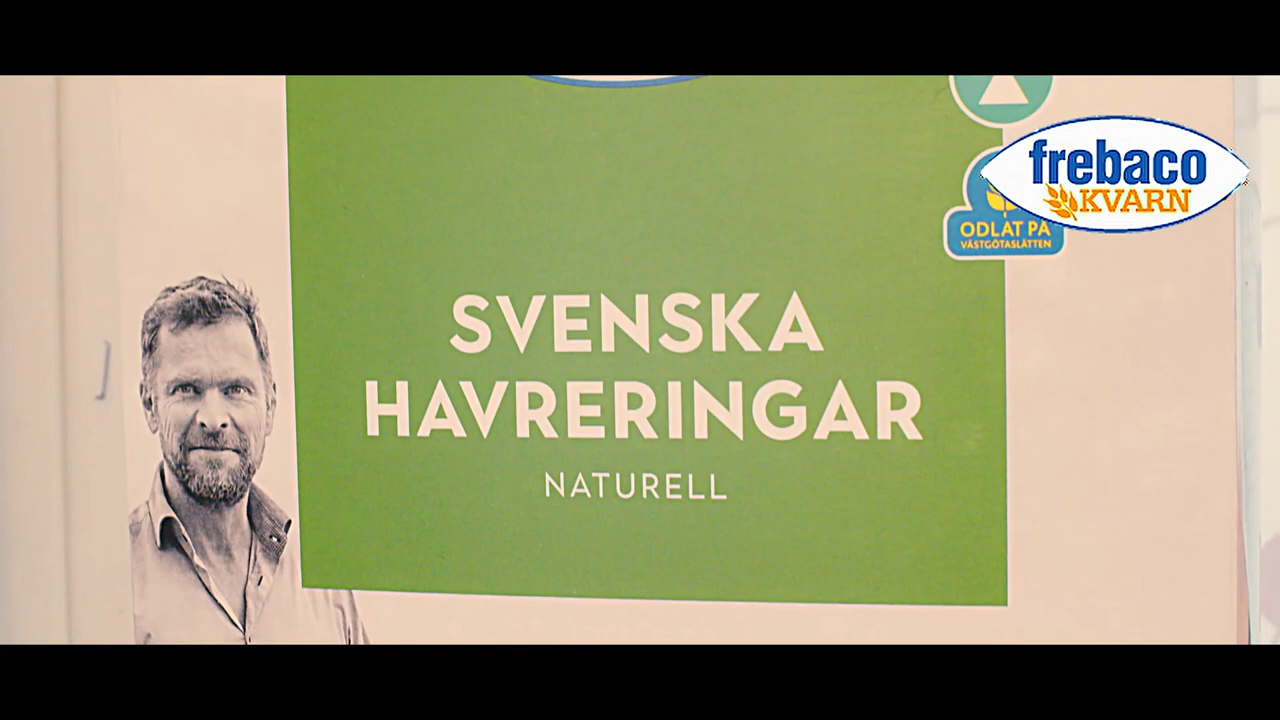 frebaco
KVARN
ODLAT PÅ
VÄSTGÖTASLÄTTEN
SVENSKA
HAVRERINGAR
NATURELL